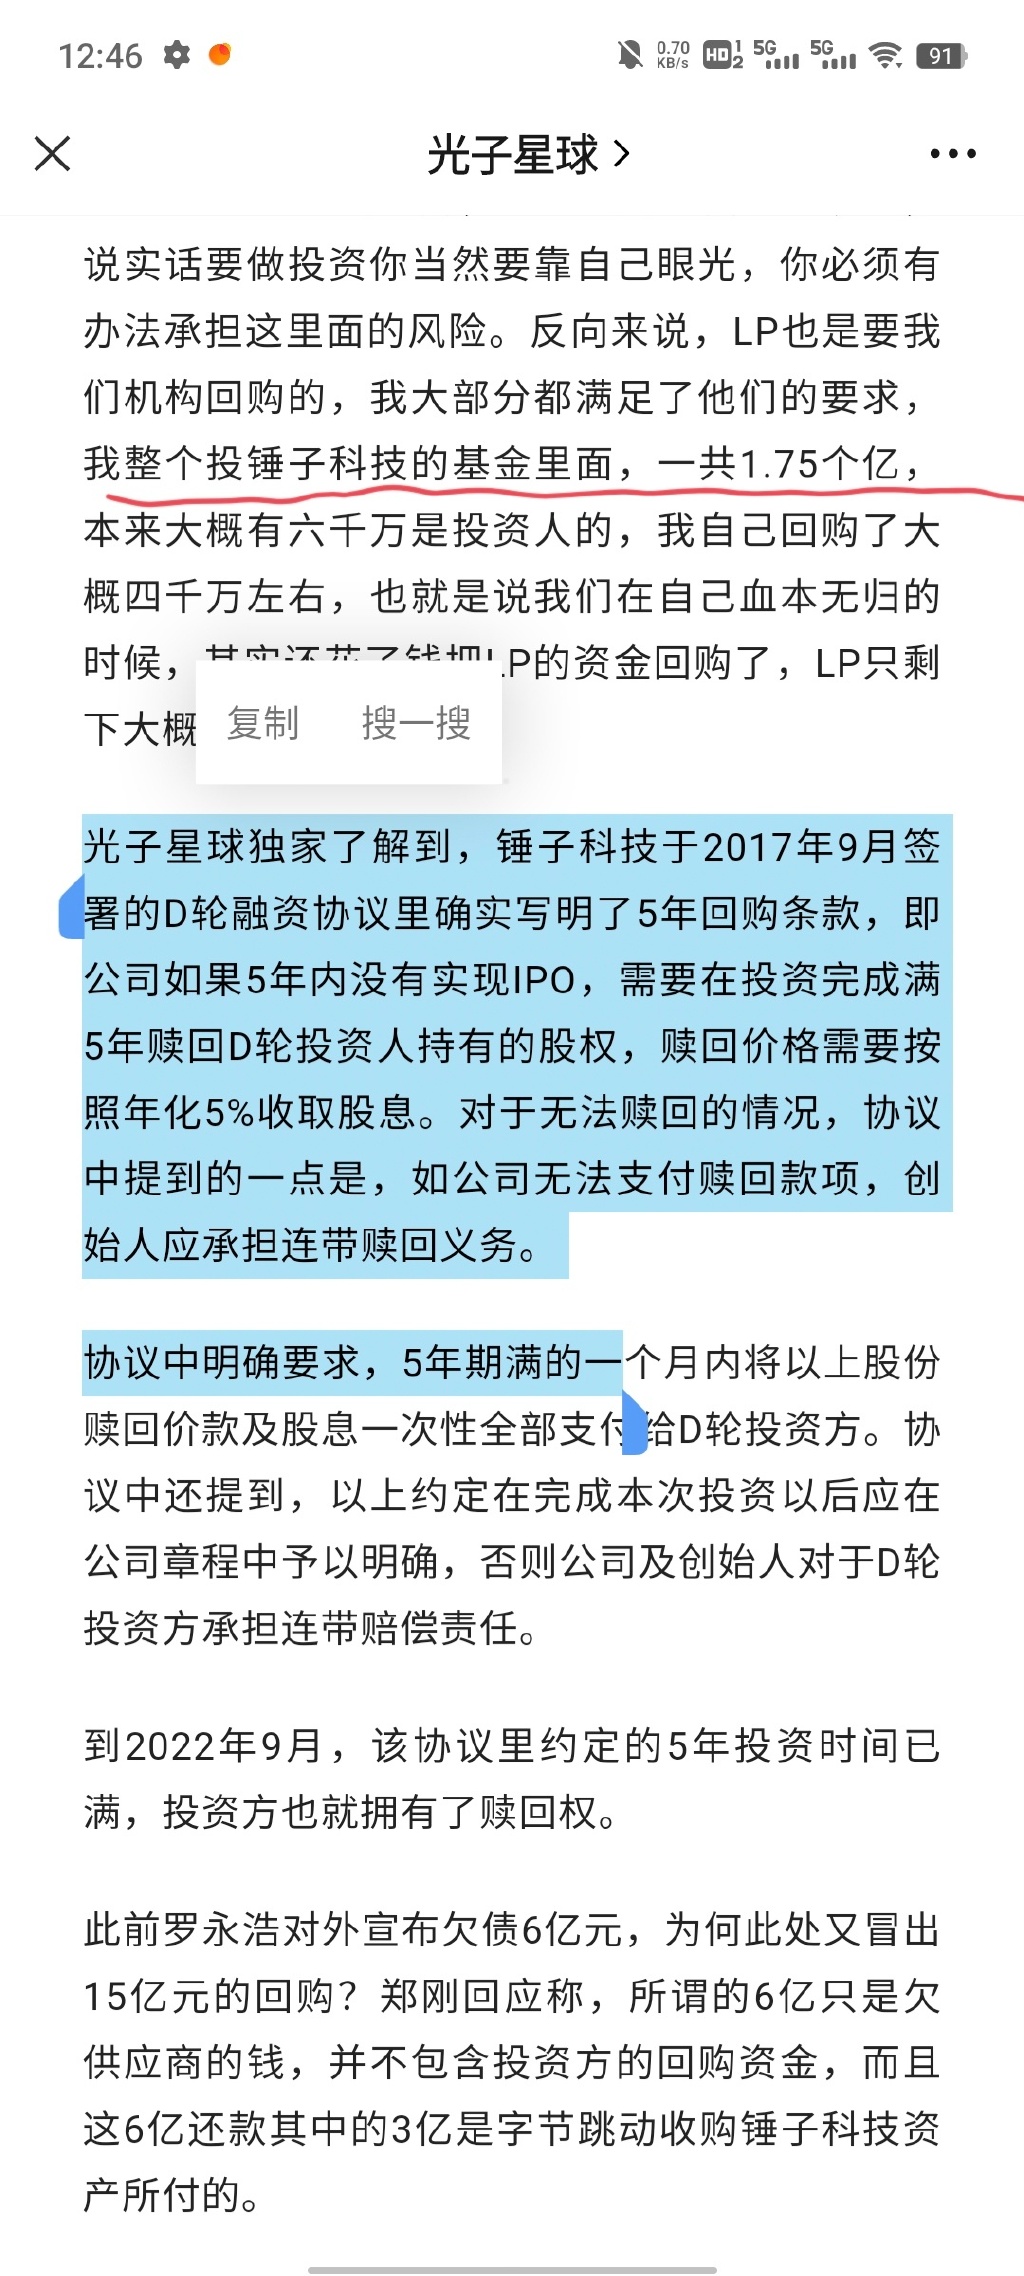 12:46
0.70
KB/s
HD
1
2
5G
5G
91
光子星球
说实话要做投资你当然要靠自己眼光，你必须有
办法承担这里面的风险。反向来说，LP也是要我
们机构回购的，我大部分都满足了他们的要求，
我整个投锤子科技的基金里面，一共1.75个亿，
本来大概有六千万是投资人的，我自己回购了大
概四千万左右，也就是说我们在自己血本无归的
时候，其实还花了钱把LP的资金回购了，LP只剩
下大概
复制
搜一搜
光子星球独家了解到，锤子科技于2017年9月签
署的D轮融资协议里确实写明了5年回购条款，即
公司如果5年内没有实现IPO，需要在投资完成满
5年赎回D轮投资人持有的股权，赎回价格需要按
照年化5%收取股息。对于无法赎回的情况，协议
中提到的一点是，如公司无法支付赎回款项，创
始人应承担连带赎回义务。
协议中明确要求，5年期满的一个月内将以上股份
赎回价款及股息一次性全部支付给D轮投资方。协
议中还提到，以上约定在完成本次投资以后应在
公司章程中予以明确，否则公司及创始人对于D轮
投资方承担连带赔偿责任。
到2022年9月，该协议里约定的5年投资时间已
满，投资方也就拥有了赎回权。
此前罗永浩对外宣布欠债6亿元，为何此处又冒出
15亿元的回购？郑刚回应称，所谓的6亿只是欠
供应商的钱，并不包含投资方的回购资金，而且
这6亿还款其中的3亿是字节跳动收购锤子科技资
产所付的。